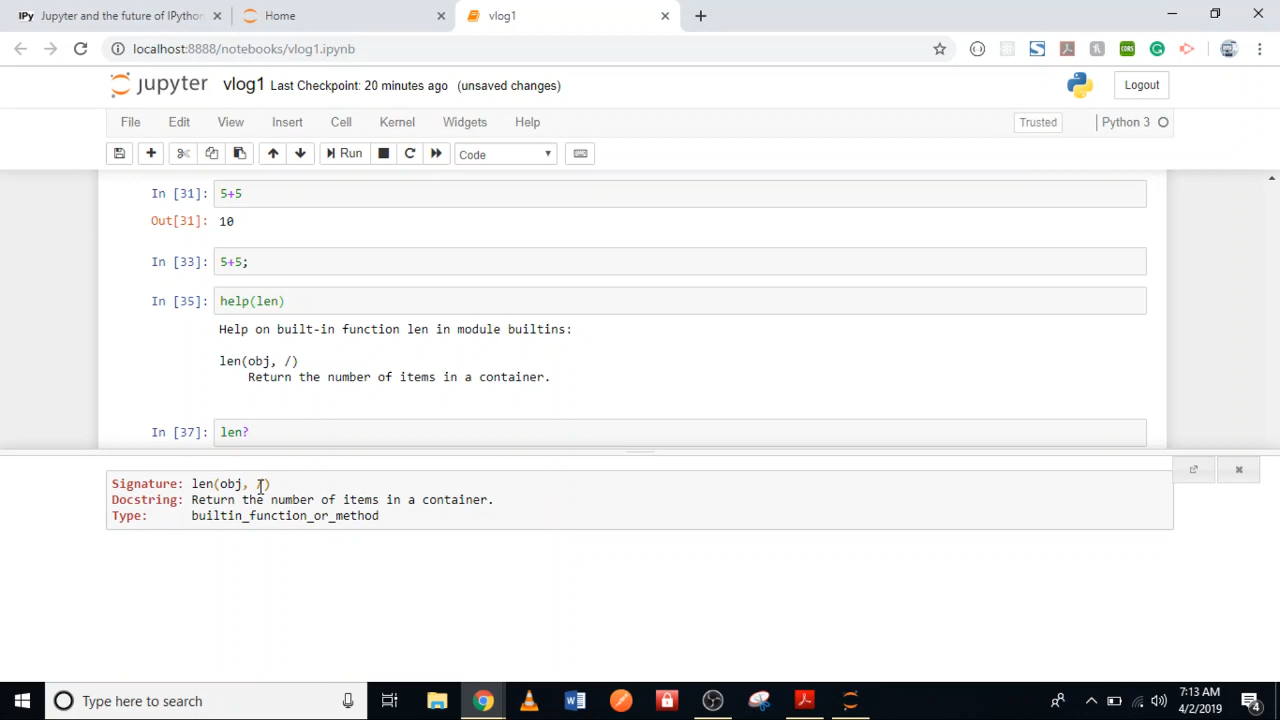 IPy Jupyter and the future of IPython
Home
vlog1
localhost:8888/notebooks/vlog1.ipynb
CORS
jupyter vlog1 Last Checkpoint: 20 minutes ago (unsaved changes)
Logout
File Edit View Insert Cell Kernel Widgets Help
Trusted
Python 3
Run
Code
In [31]: 5+5
Out[31]: 10
In [33]: 5+5;
In [35]: help(len)
Help on built-in function len in module builtins:
len(obj, /)
Return the number of items in a container.
In [37]: len?
Signature: len(obj, /)
Docstring: Return the number of items in a container.
Type: builtin_function_or_method
Type here to search
7:13 AM
4/2/2019
4